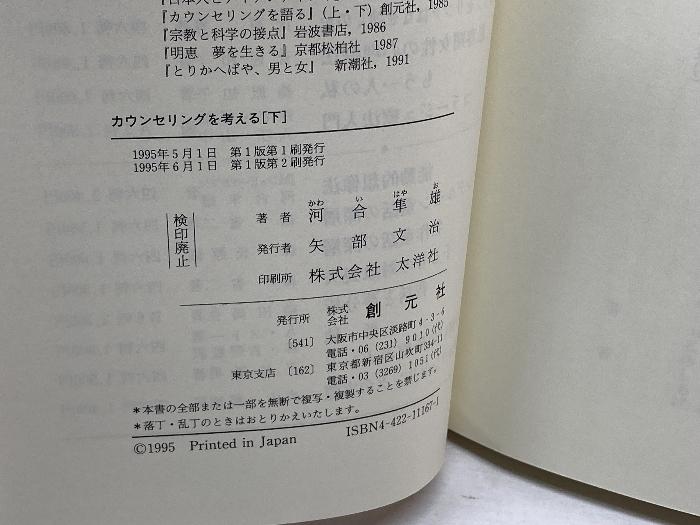 『カウンセリングを語る』(上・下) 創元社, 1985
『宗教と科学の接点』岩波書店, 1986
『明恵 夢を生きる』京都松柏社 1987
『とりかへばや、男と女』 新潮社, 1991
カウンセリングを考える[下]
1995年5月1日 第1版第1刷発行
1995年6月1日 第1版第2刷発行
検印廃止
著者 河合隼雄
かわ い はや お
発行者 矢部文治
印刷所 株式会社 太洋社
発行所 株式会社 創元社
〔541〕 大阪市中央区淡路町4-3-6
電話・06 (231) 9010 (代)
東京支店 〔162〕 東京都新宿区山吹町334-11
電話・03 (3269) 1051 (代)
*本書の全部または一部を無断で複写・複製することを禁じます。
*落丁・乱丁のときはおとりかえいたします。
©1995 Printed in Japan ISBN4-422-11167-1